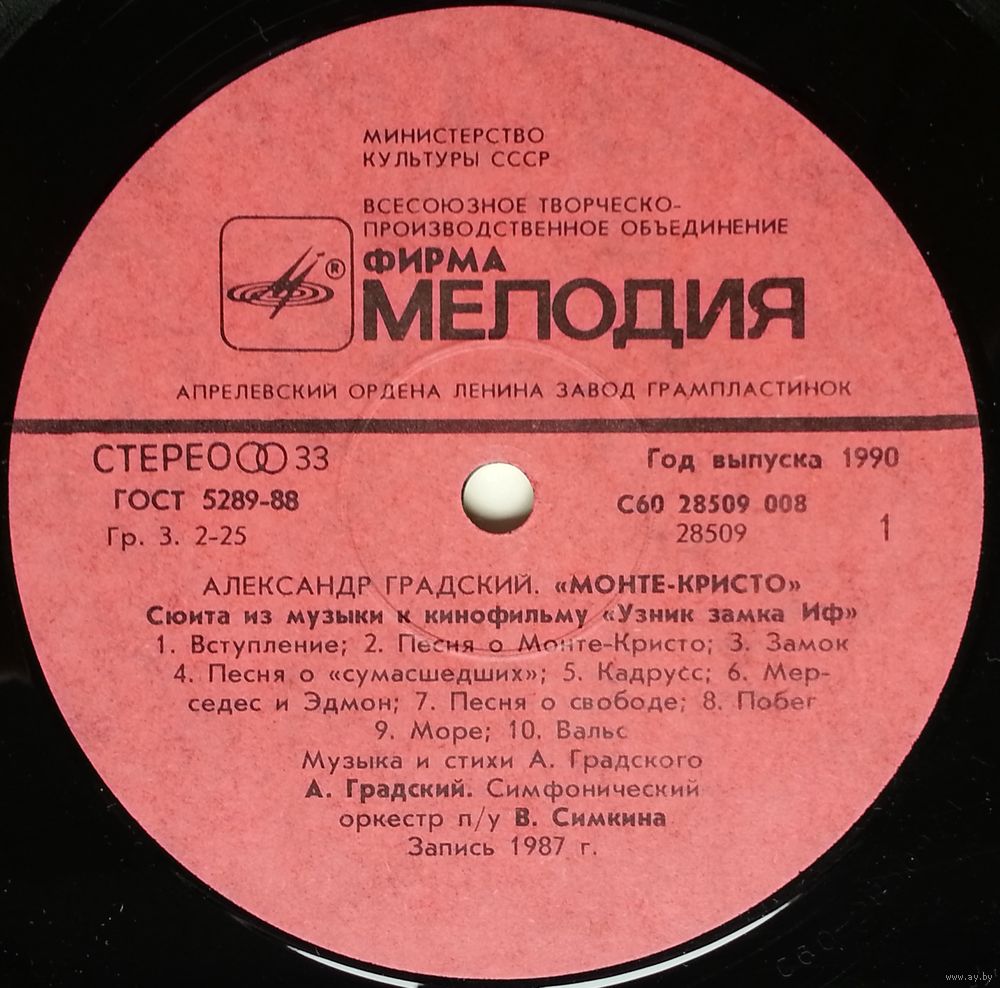 МИНИСТЕРСТВО
КУЛЬТУРЫ СССР
ВСЕСОЮЗНОЕ ТВОРЧЕСКО-
ПРОИЗВОДСТВЕННОЕ ОБЪЕДИНЕНИЕ
ФИРМА
®
МЕЛОДИЯ
АПРЕЛЕВСКИЙ ОРДЕНА ЛЕНИНА ЗАВОД ГРАМПЛАСТИНОК
СТЕРЕО 33
Год выпуска 1990
ГОСТ 5289-88
С60 28509 008
Гр. 3. 2-25
28509
1
АЛЕКСАНДР ГРАДСКИЙ. «МОНТЕ-КРИСТО»
Сюита из музыки к кинофильму «Узник замка Иф»
1. Вступление; 2. Песня о Монте-Кристо; 3. Замок
4. Песня о «сумасшедших»; 5. Кадрусс; 6. Мер-
седес и Эдмон; 7. Песня о свободе; 8. Побег
9. Море; 10. Вальс
Музыка и стихи А. Градского
А. Градский. Симфонический
оркестр п/у В. Симкина
Запись 1987 г.
www.ay.by